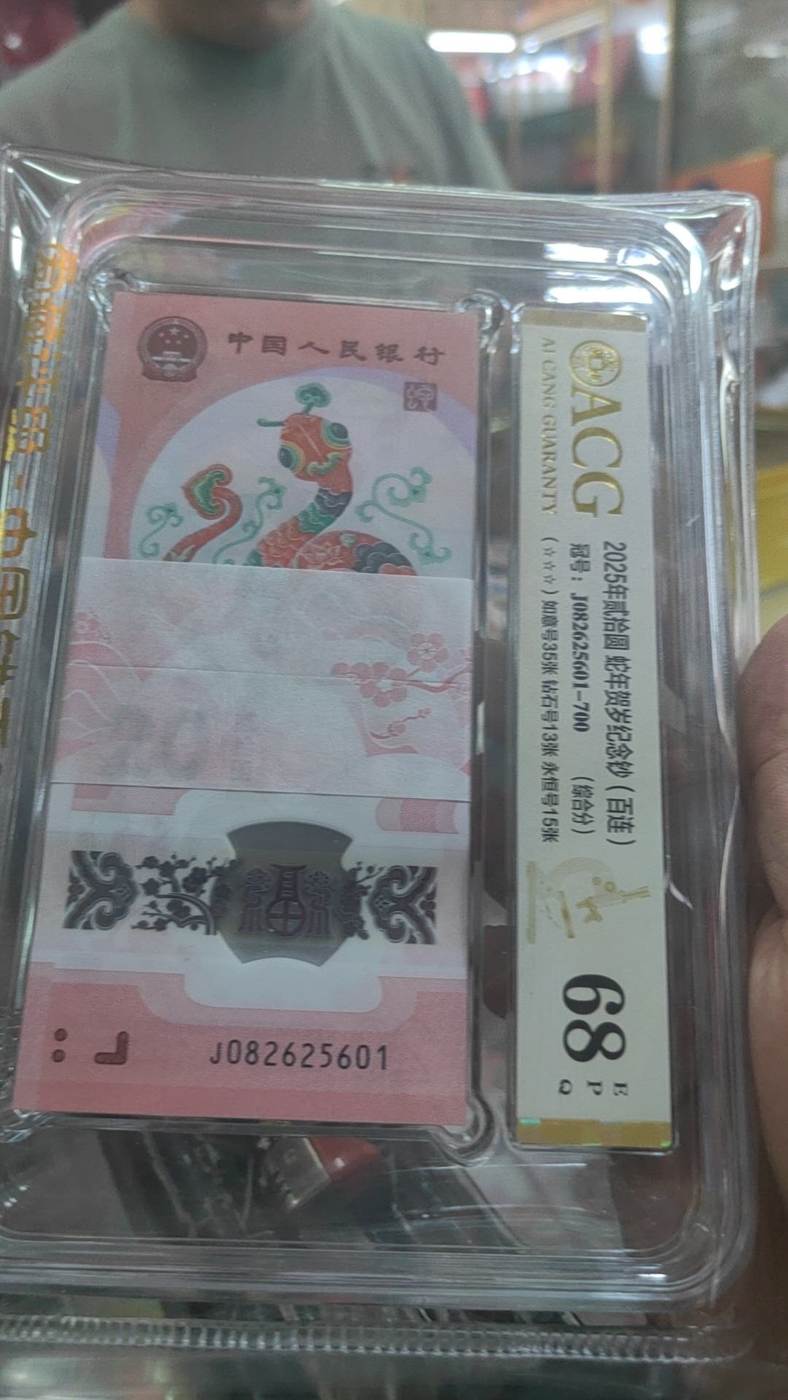 中国人民银行
J082625601
ACG
AI CANG GUARANTY
2025年贰拾圆 蛇年贺岁纪念钞（百连）
冠号：J082625601-700 （综合分）
（☆☆☆）如意号35张 钻石号13张 永恒号15张
68
E
P
Q